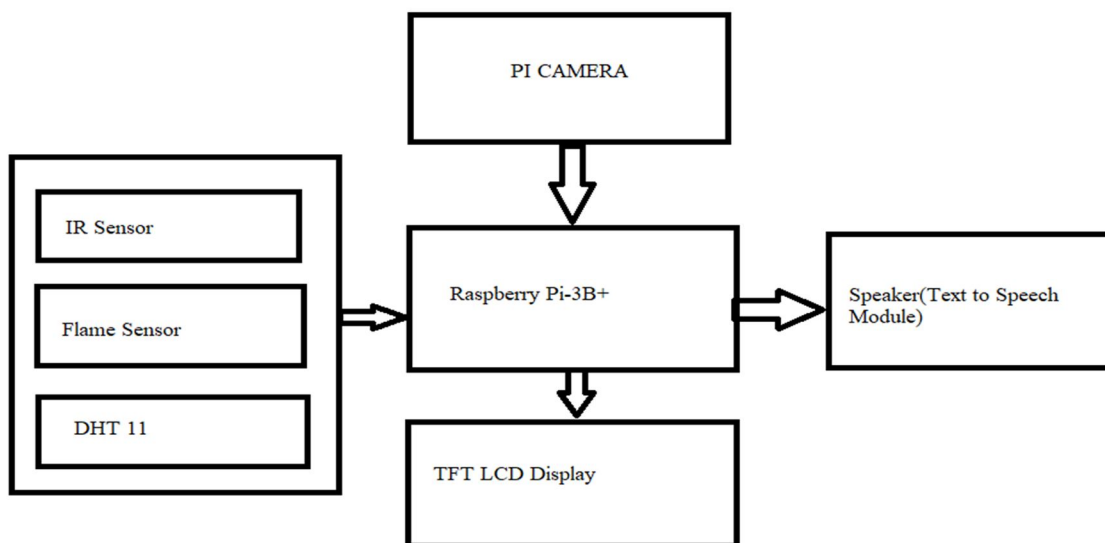 PI CAMERA
IR Sensor
Flame Sensor
DHT 11
Raspberry Pi-3B+
Speaker(Text to Speech
Module)
TFT LCD Display